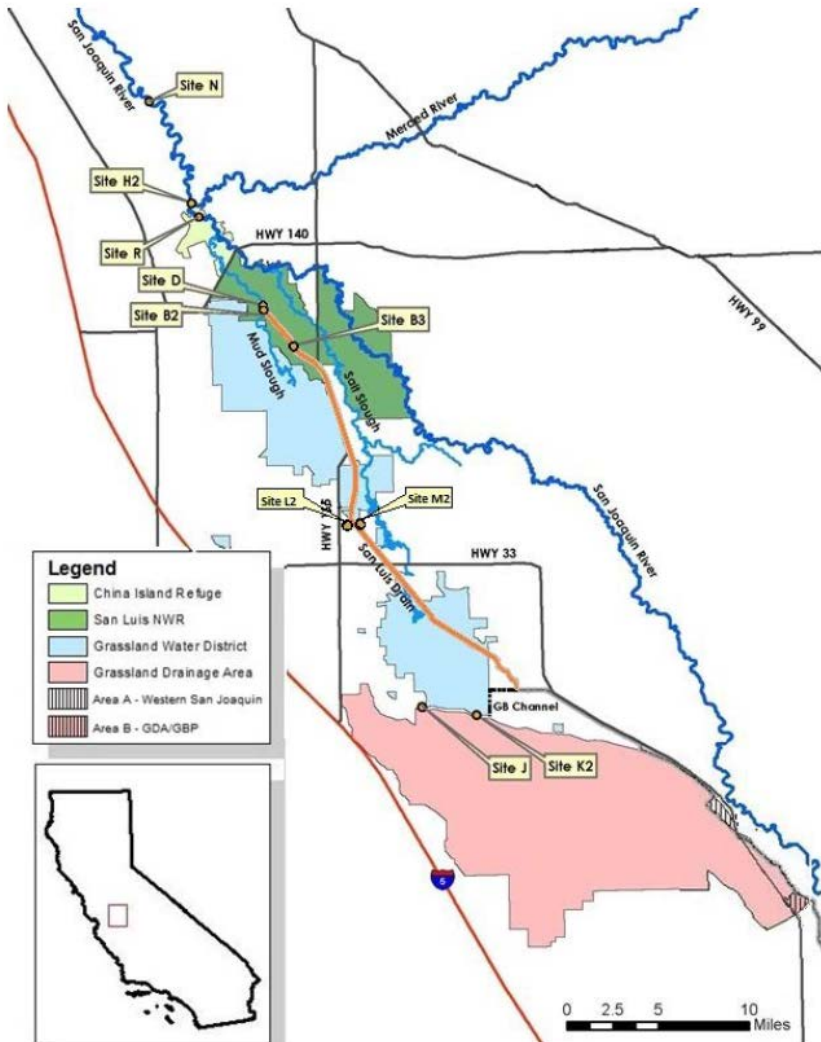 San Joaquin River
Site N
Merced River
Site H2
Site R
HWY 140
Site D
Site B2
Site B3
HWY 99
Mud Slough
Salt Slough
Site L2
Site M2
HWY
San Joaquin River
HWY 33
San Luis Drain
Legend
China Island Refuge
San Luis NWR
Grassland Water District
Grassland Drainage Area
Area A - Western San Joaquin
Area B - GDA/GBP
GB Channel
Site J
Site K2
5
0 2.5 5 10
Miles